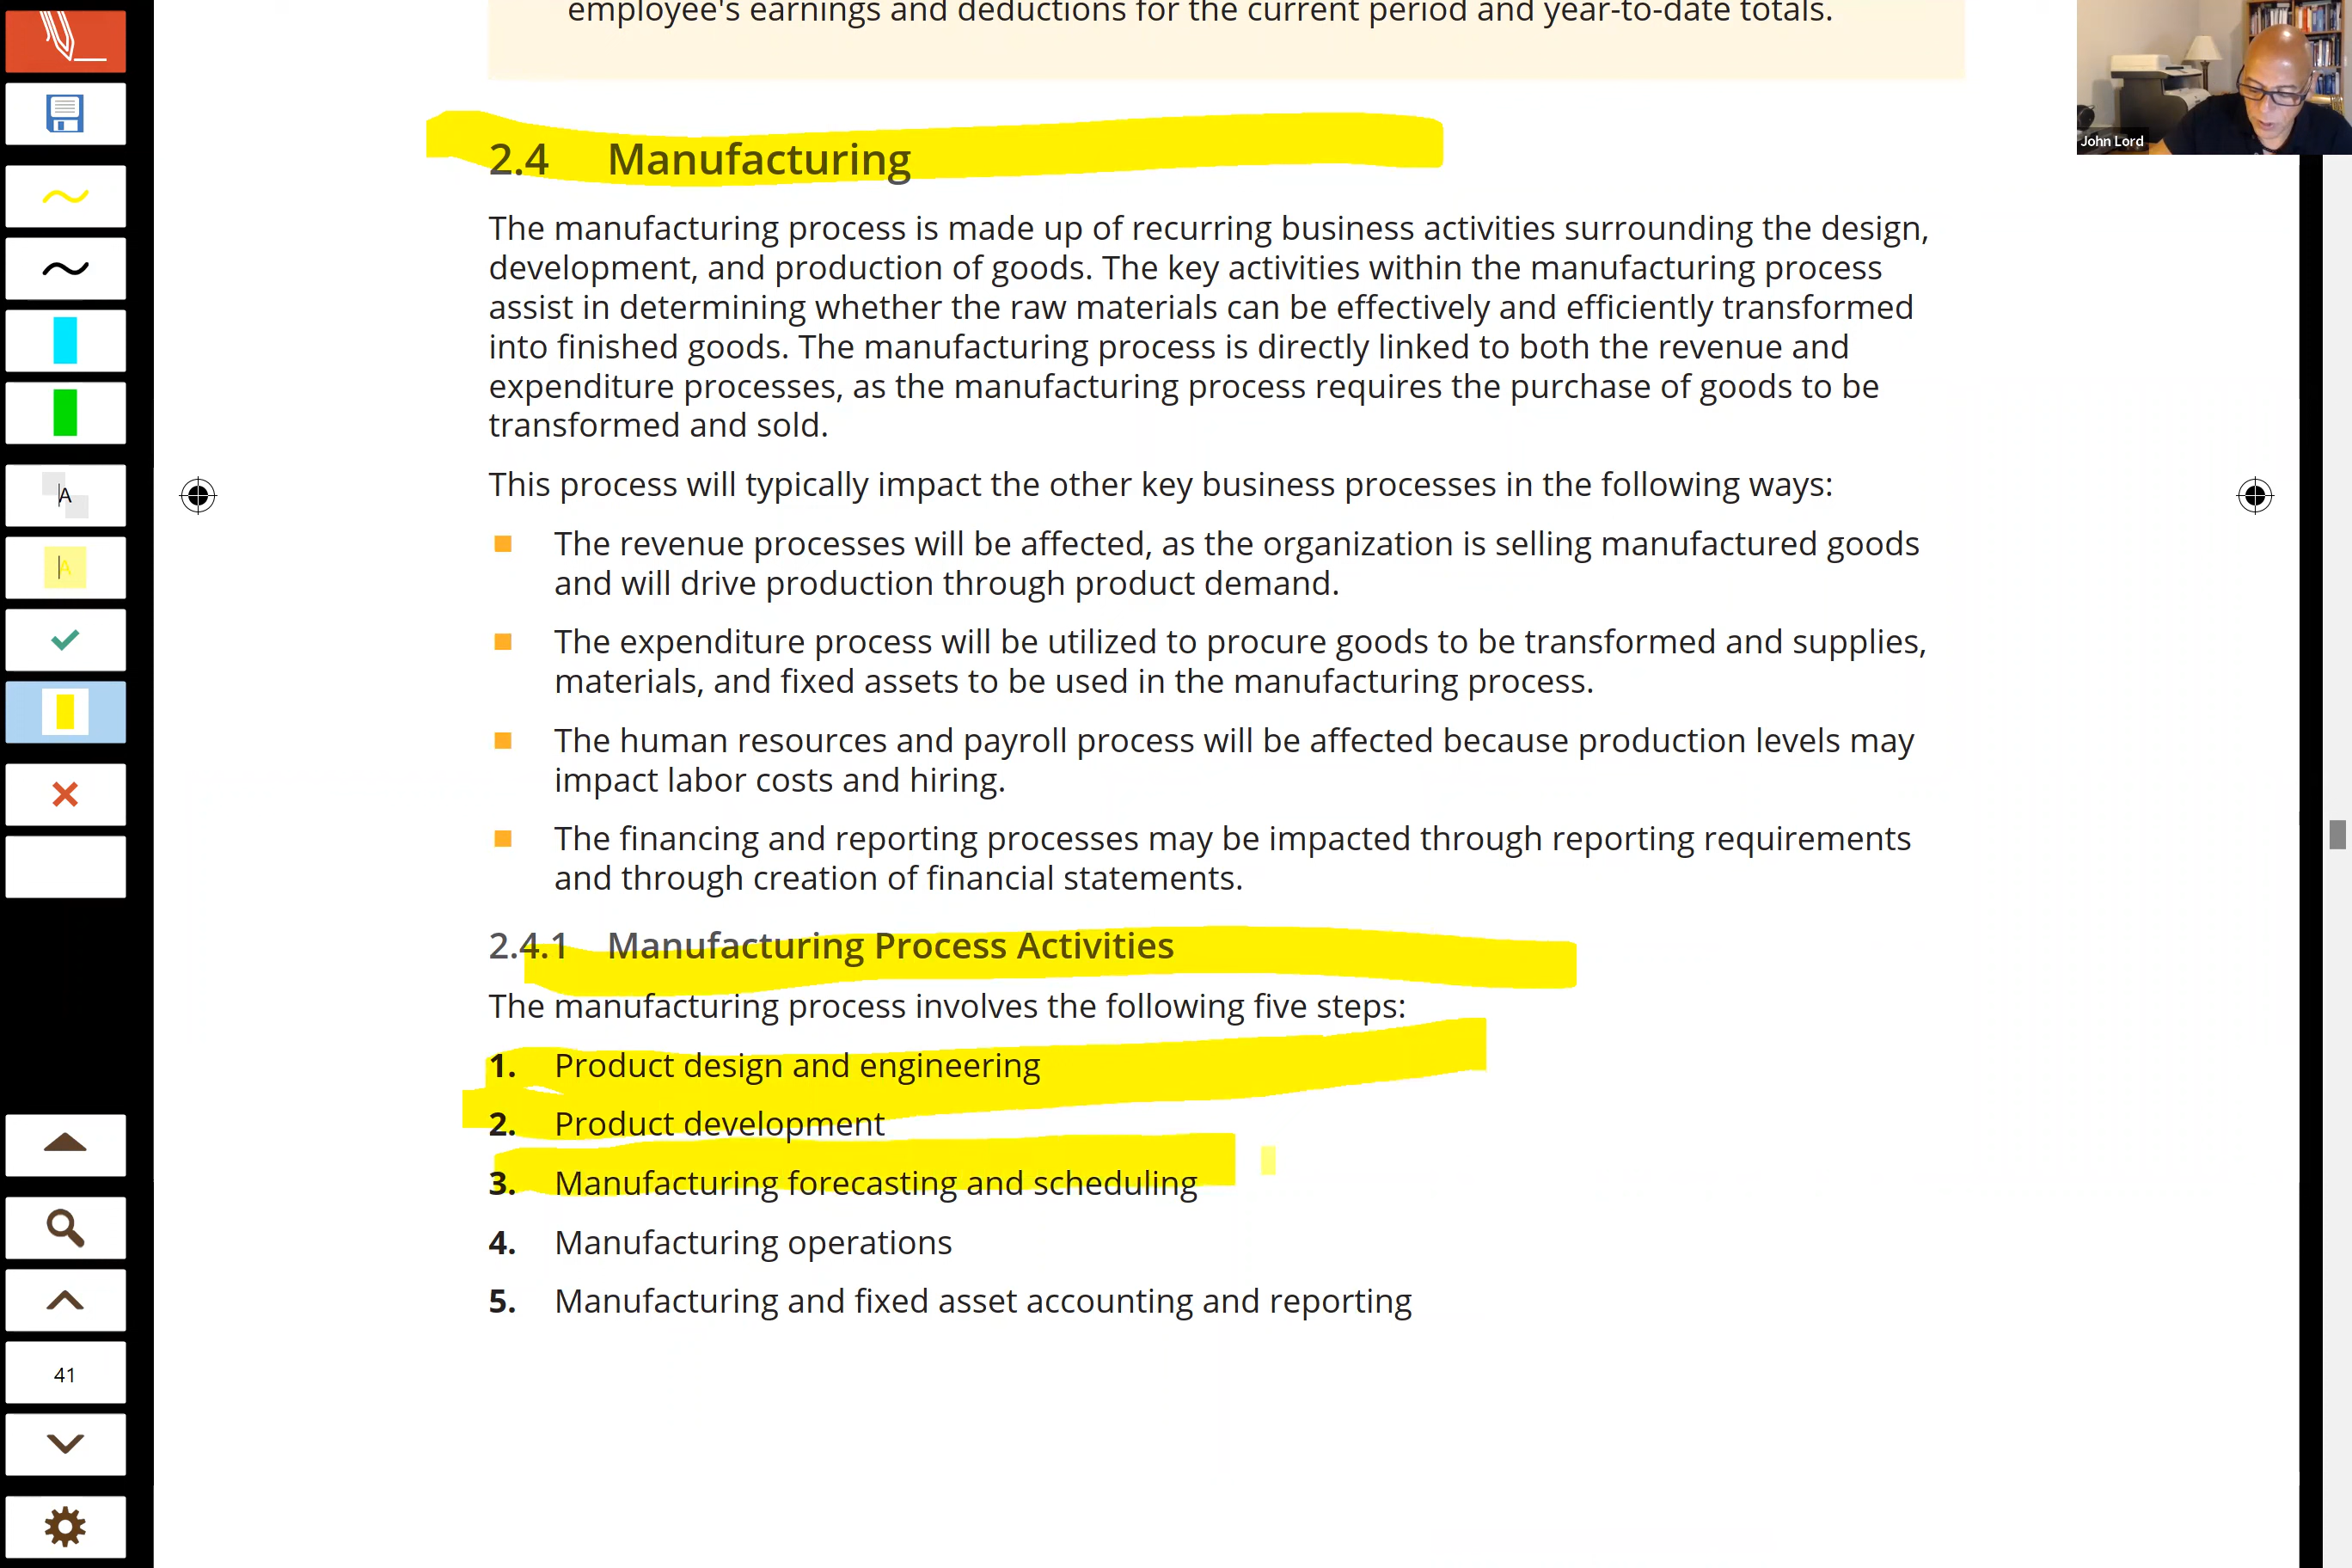 employee's earnings and deductions for the current period and year-to-date totals.
John Lord
2.4 Manufacturing
The manufacturing process is made up of recurring business activities surrounding the design,
development, and production of goods. The key activities within the manufacturing process
assist in determining whether the raw materials can be effectively and efficiently transformed
into finished goods. The manufacturing process is directly linked to both the revenue and
expenditure processes, as the manufacturing process requires the purchase of goods to be
transformed and sold.
This process will typically impact the other key business processes in the following ways:
The revenue processes will be affected, as the organization is selling manufactured goods
and will drive production through product demand.
The expenditure process will be utilized to procure goods to be transformed and supplies,
materials, and fixed assets to be used in the manufacturing process.
The human resources and payroll process will be affected because production levels may
impact labor costs and hiring.
The financing and reporting processes may be impacted through reporting requirements
and through creation of financial statements.
2.4.1 Manufacturing Process Activities
The manufacturing process involves the following five steps:
1. Product design and engineering
2. Product development
3. Manufacturing forecasting and scheduling
4. Manufacturing operations
5. Manufacturing and fixed asset accounting and reporting
A
A
41